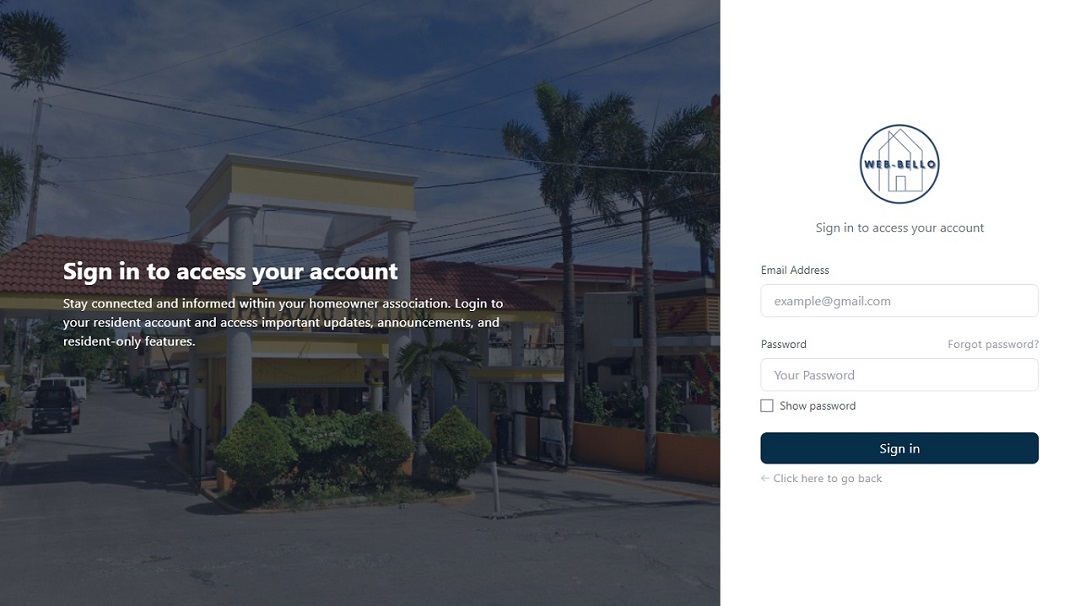 Sign in to access your account
Stay connected and informed within your homeowner association. Login to
your resident account and access important updates, announcements, and
resident-only features.
WEB-BELLO
Sign in to access your account
Email Address
example@gmail.com
Password
Forgot password?
Your Password
Show password
Sign in
← Click here to go back